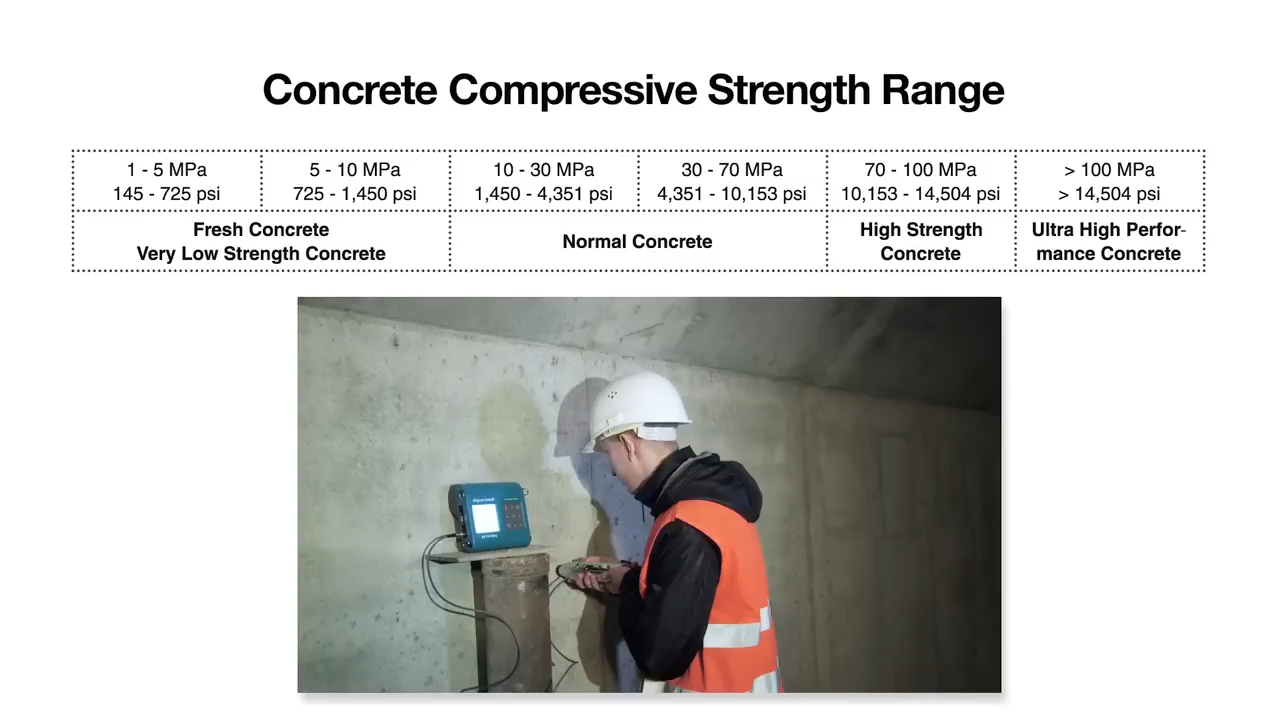 Concrete Compressive Strength Range
1 - 5 MPa
145 - 725 psi
5 - 10 MPa
725 - 1,450 psi
10 - 30 MPa
1,450 - 4,351 psi
30 - 70 MPa
4,351 - 10,153 psi
70 - 100 MPa
10,153 - 14,504 psi
> 100 MPa
> 14,504 psi
Fresh Concrete
Very Low Strength Concrete
Normal Concrete
High Strength
Concrete
Ultra High Perfor-
mance Concrete